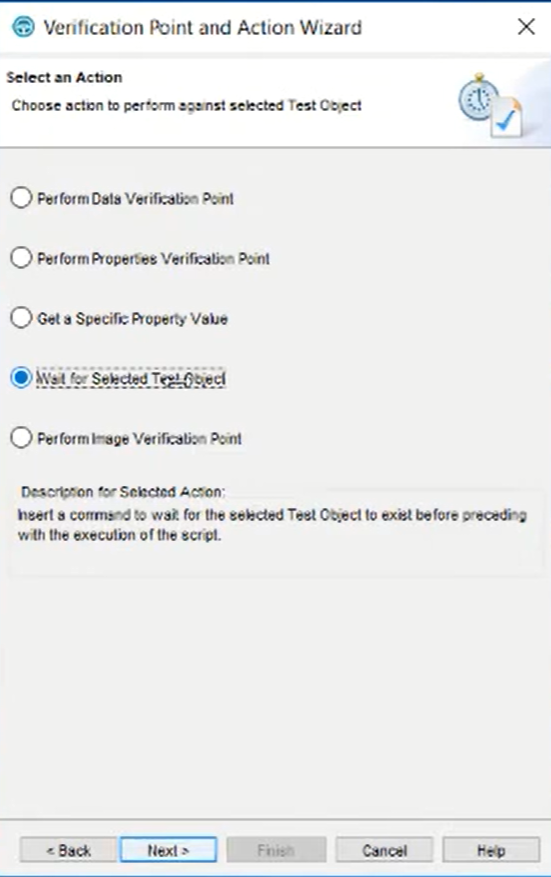 Verification Point and Action Wizard
Select an Action
Choose action to perform against selected Test Object
Perform Data Verification Point
Perform Properties Verification Point
Get a Specific Property Value
Wait for Selected Test Object
Perform Image Verification Point
Description for Selected Action:
Insert a command to wait for the selected Test Object to exist before preceding
with the execution of the script.
< Back Next > Finish Cancel Help